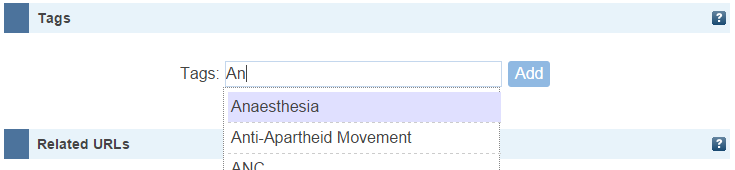 Tags
?
Tags: An Add
Anaesthesia
Anti-Apartheid Movement
Related URLs ?
ANC